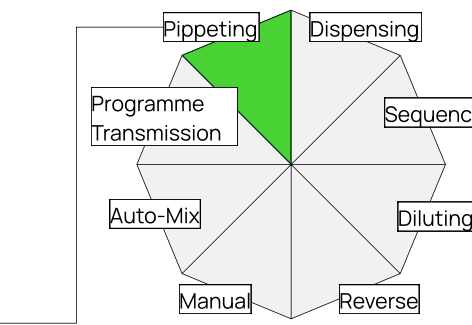 Pippeting
Dispensing
Programme
Transmission
Sequenc
Auto-Mix
Diluting
Manual
Reverse